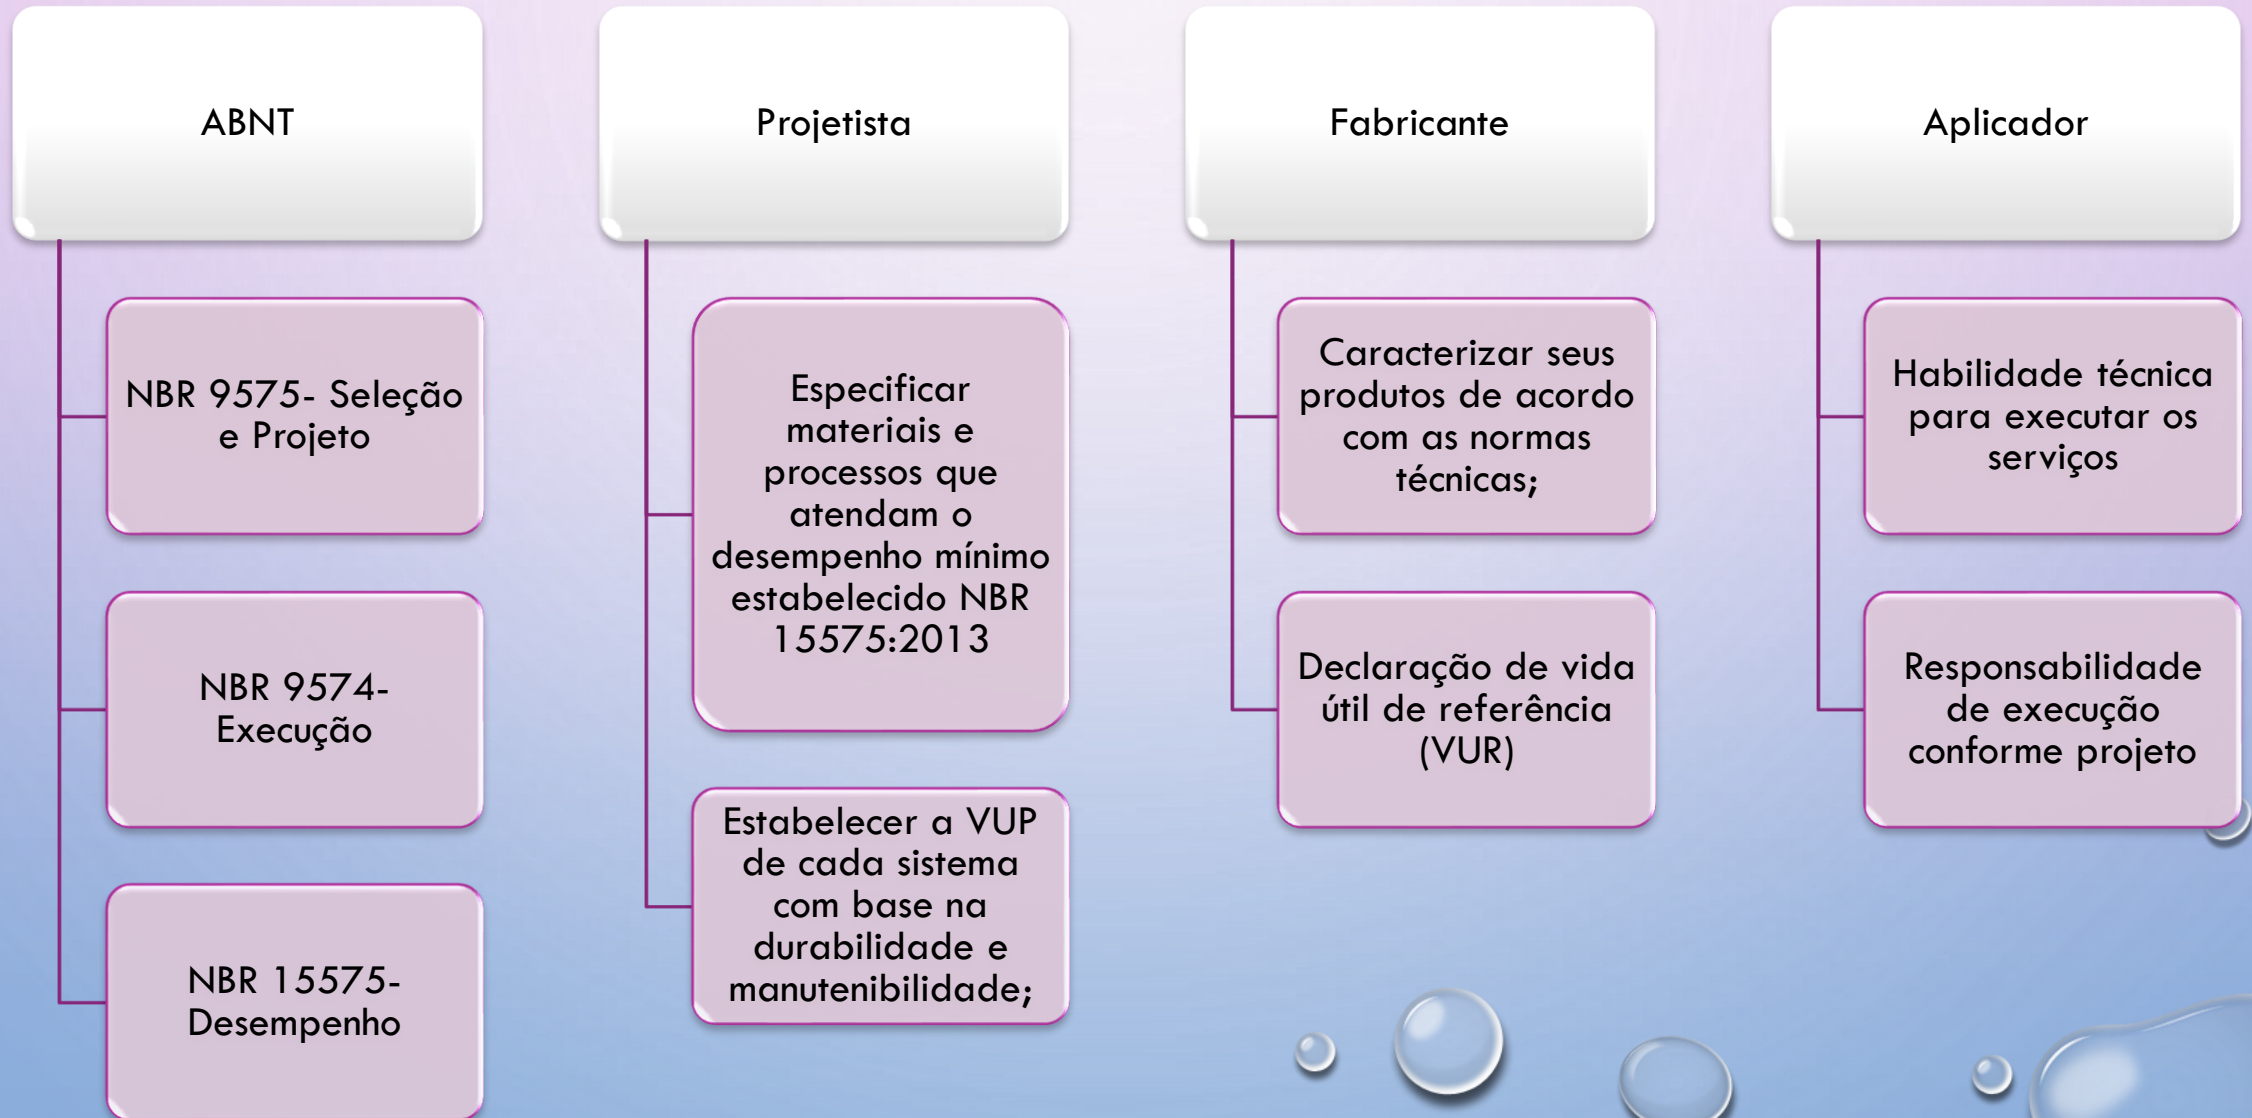 ABNT
NBR 9575- Seleção
e Projeto
NBR 9574-
Execução
NBR 15575-
Desempenho
Projetista
Especificar
materiais e
processos que
atendam o
desempenho mínimo
estabelecido NBR
15575:2013
Estabelecer a VUP
de cada sistema
com base na
durabilidade e
manutenibilidade;
Fabricante
Caracterizar seus
produtos de acordo
com as normas
técnicas;
Declaração de vida
útil de referência
(VUR)
Aplicador
Habilidade técnica
para executar os
serviços
Responsabilidade
de execução
conforme projeto